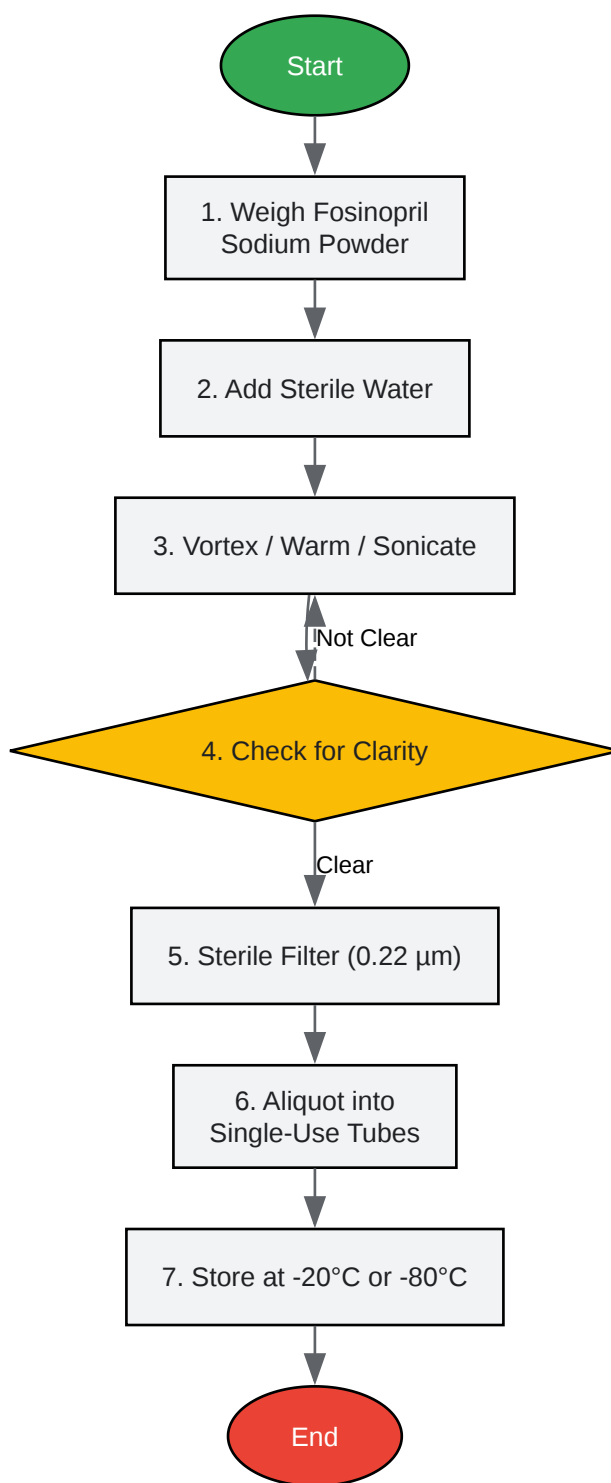 Start
1. Weigh Fosinopril
Sodium Powder
2. Add Sterile Water
3. Vortex / Warm / Sonicate
Not Clear
4. Check for Clarity
Clear
5. Sterile Filter (0.22 µm)
6. Aliquot into
Single-Use Tubes
7. Store at -20°C or -80°C
End